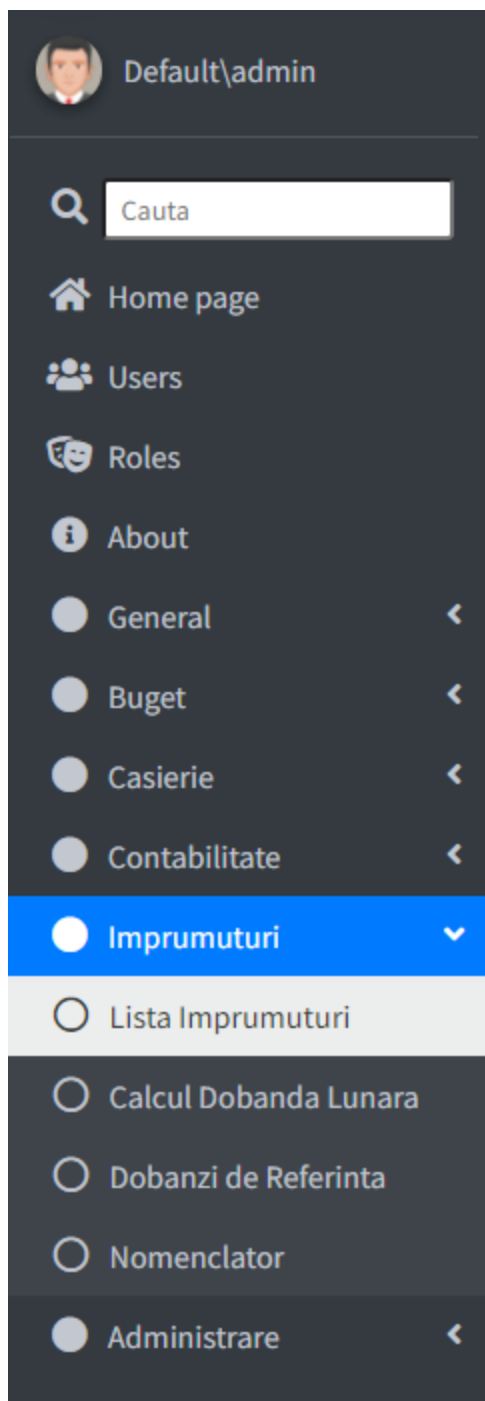 Default\admin
Cauta
Home page
Users
Roles
About
General
Buget
Casierie
Contabilitate
Imprumuturi
Lista Imprumuturi
Calcul Dobanda Lunara
Dobanzi de Referinta
Nomenclator
Administrare